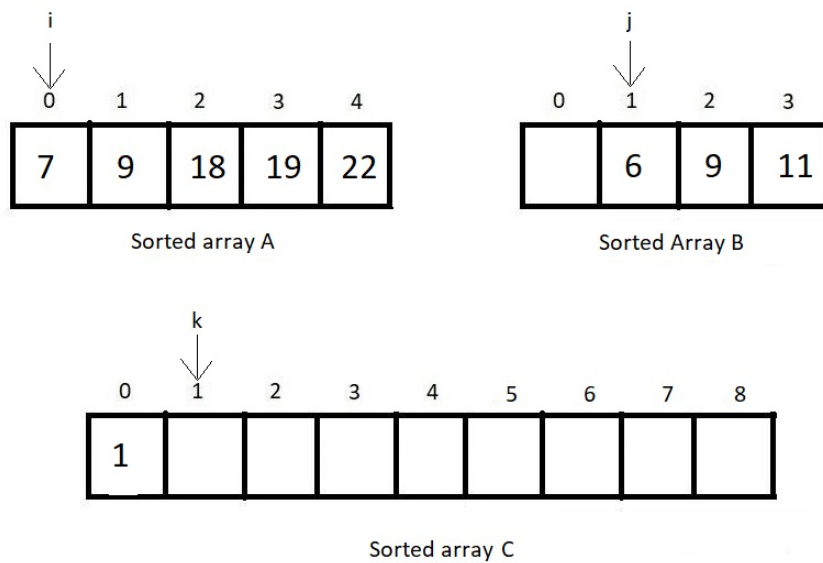 i j
0 1 2 3 4 0 1 2 3
7 9 18 19 22 6 9 11
Sorted array A Sorted Array B
k
0 1 2 3 4 5 6 7 8
1
Sorted array C